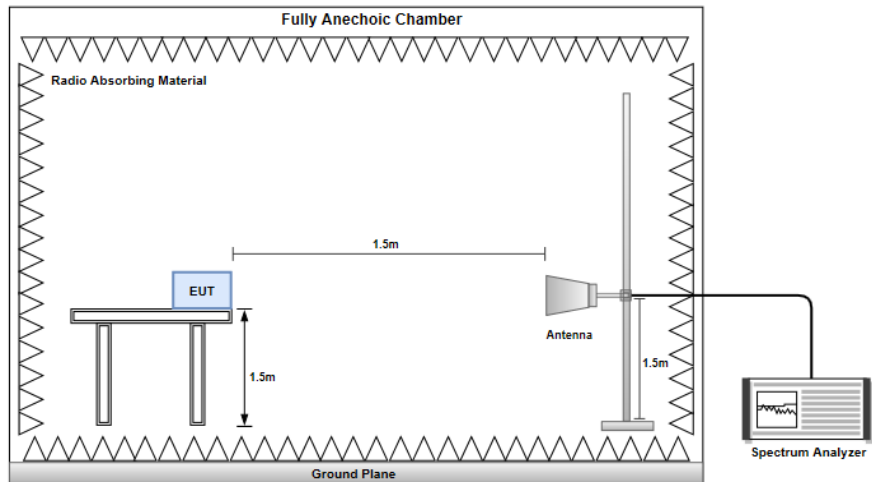 Fully Anechoic Chamber
Radio Absorbing Material
1.5m
EUT
Antenna
1.5m
1.5m
Spectrum Analyzer
Ground Plane